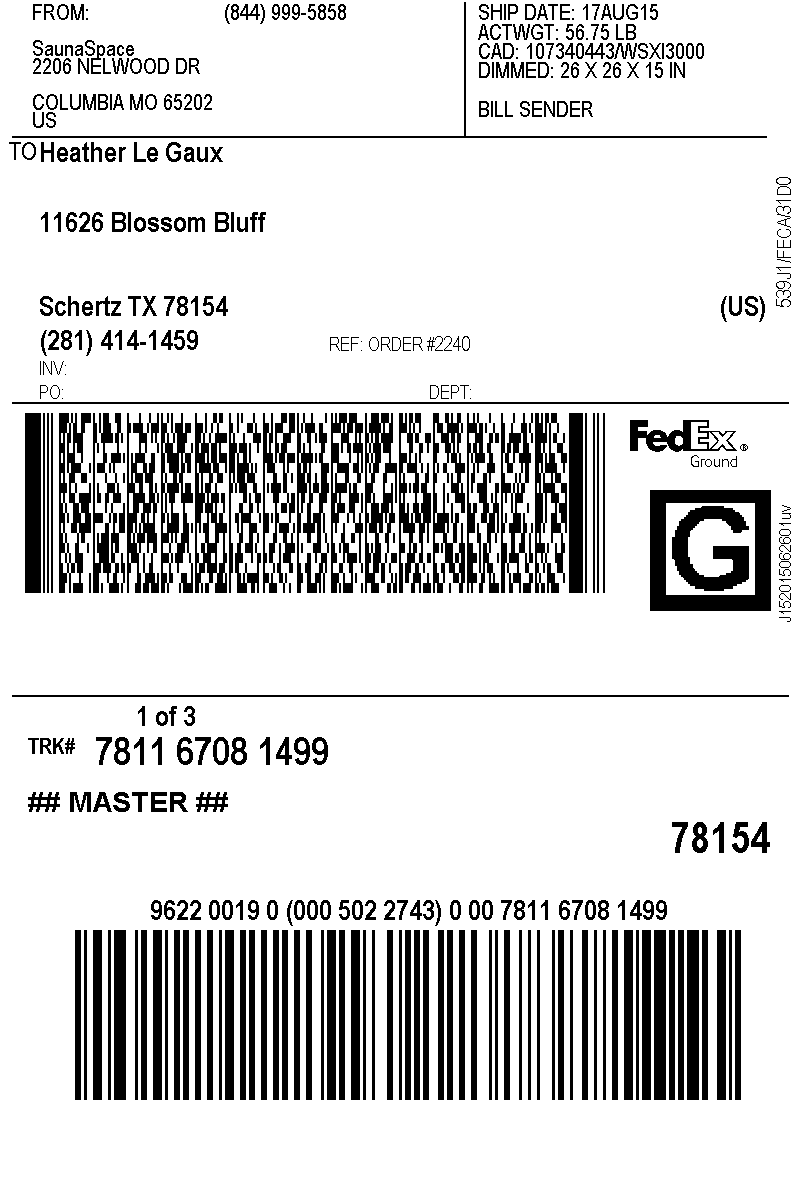 FROM: (844) 999-5858
SaunaSpace
2206 NELWOOD DR
COLUMBIA MO 65202
US
SHIP DATE: 17AUG15
ACTWGT: 56.75 LB
CAD: 107340443/WSXI3000
DIMMED: 26 X 26 X 15 IN
BILL SENDER
TO Heather Le Gaux
11626 Blossom Bluff
Schertz TX 78154 (US)
(281) 414-1459 REF: ORDER #2240
INV:
PO: DEPT:
539J1/FECA/31D0
FedEx®
Ground
G
J152015062601uv
1 of 3
TRK# 7811 6708 1499
## MASTER ##
78154
9622 0019 0 (000 502 2743) 0 00 7811 6708 1499